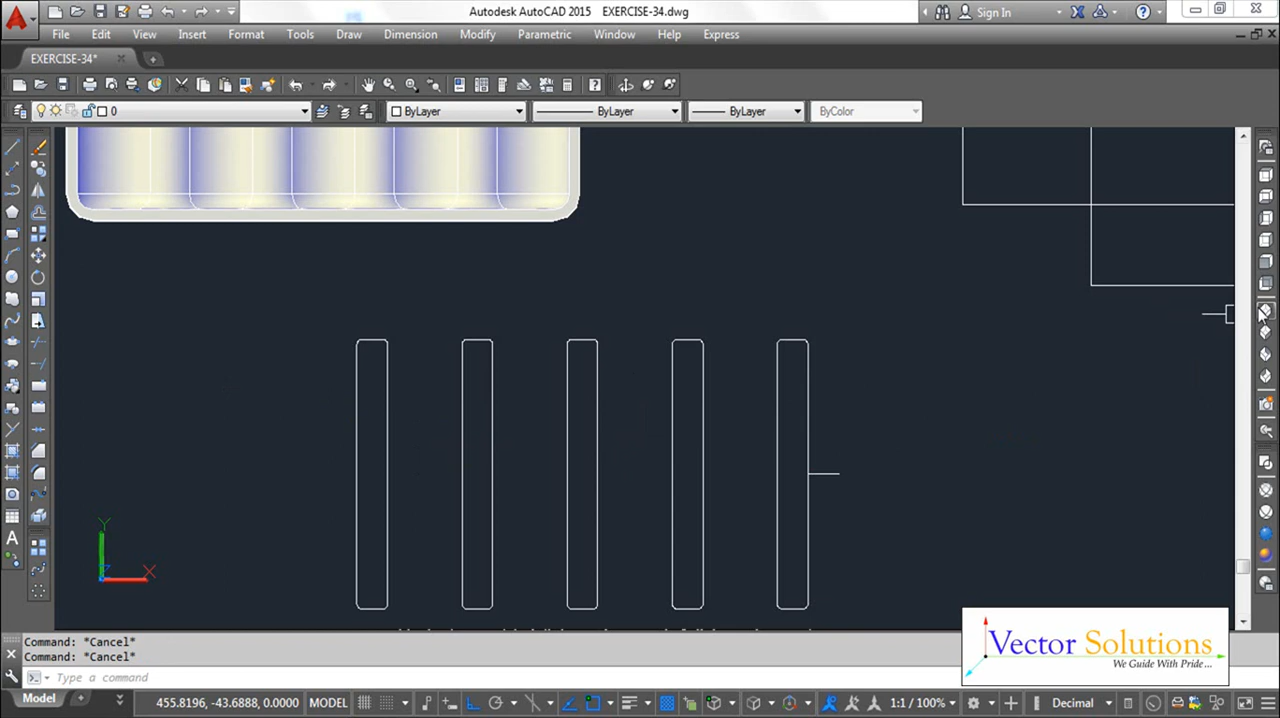 Autodesk AutoCAD 2015 EXERCISE-34.dwg
Sign In
File Edit View Insert Format Tools Draw Dimension Modify Parametric Window Help Express
EXERCISE-34*
0 ByLayer ByLayer ByLayer ByColor
Y
X
Command: *Cancel*
Command: *Cancel*
Type a command
Vector Solutions
We Guide With Pride...
Model 455.8196, -43.6888, 0.0000 MODEL 1:1 / 100% Decimal